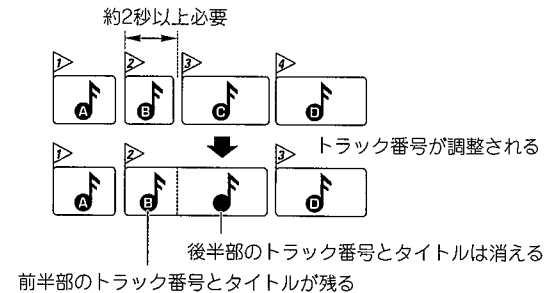 約2秒以上必要
1 2 3 4
A B C D
トラック番号が調整される
1 2 3
A B D
後半部のトラック番号とタイトルは消える
前半部のトラック番号とタイトルが残る